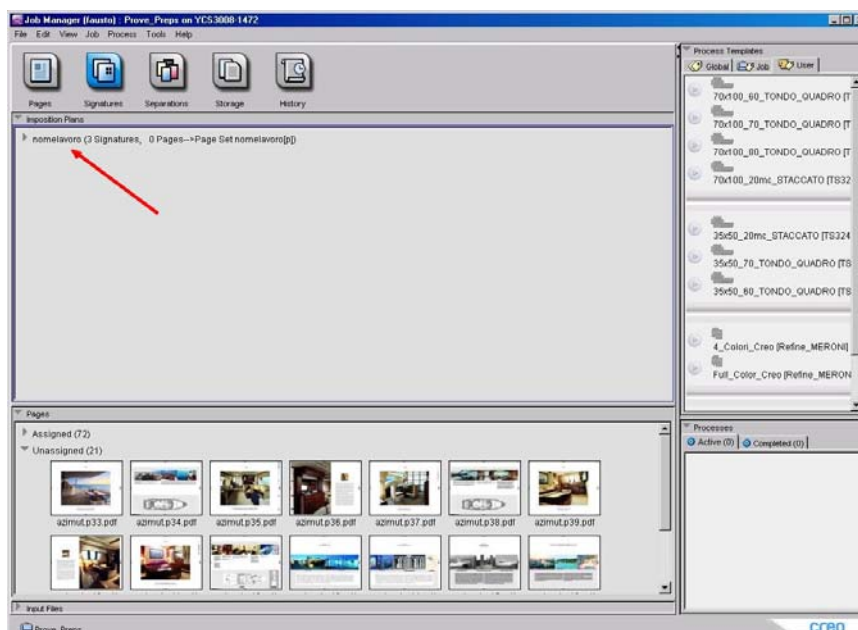 Job Manager (fausto) : Prove_Preps on YCS3008-1472
File Edit View Job Process Tools Help
Pages Signatures Separations Storage History
Imposition Plans
nomelavoro (3 Signatures, 0 Pages-->Page Set nomelavoro[p])
Pages
Assigned (72)
Unassigned (21)
azimut.p33.pdf azimut.p34.pdf azimut.p35.pdf azimut.p36.pdf azimut.p37.pdf azimut.p38.pdf azimut.p39.pdf
Input Files
Prove_Preps
Process Templates
Global Job User
70x100_60_TONDO_QUADRO [T
70x100_70_TONDO_QUADRO [T
70x100_80_TONDO_QUADRO [T
70x100_20mc_STACCATO [TS32
35x50_20mc_STACCATO [TS324
35x50_70_TONDO_QUADRO [TS
35x50_60_TONDO_QUADRO [TS
4_Colori_Creo [Refine_MERONI]
Full_Color_Creo [Refine_MERON
Processes
Active (0) Completed (0)
creo